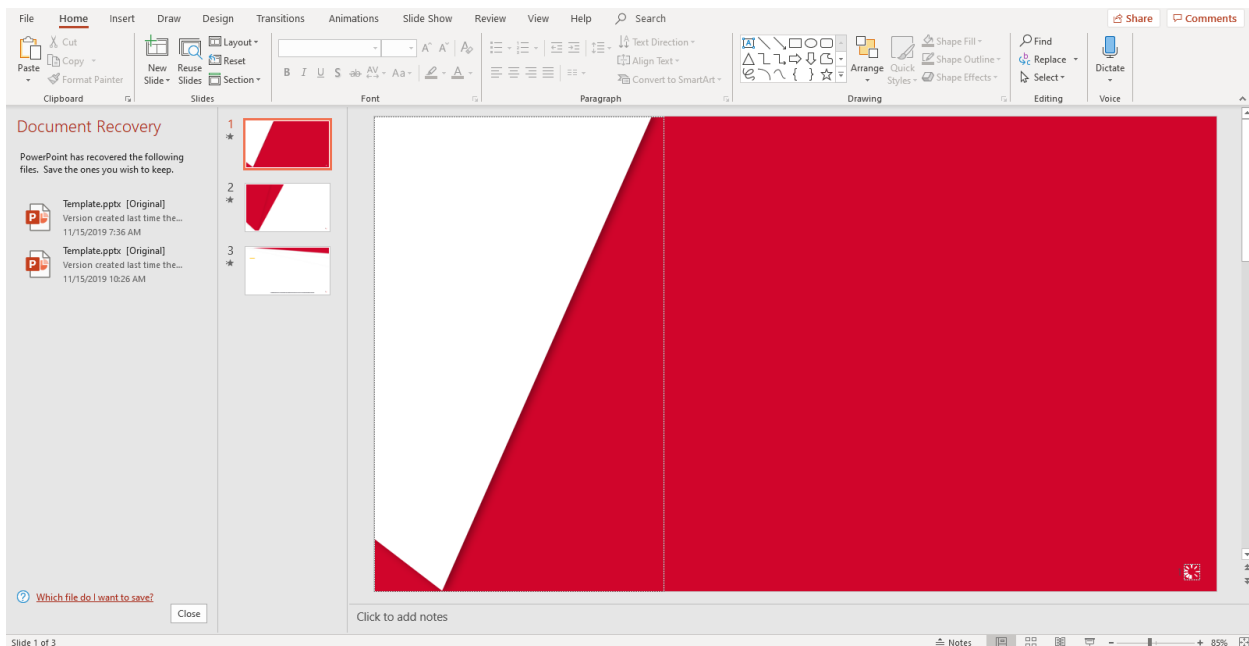 File Home Insert Draw Design Transitions Animations Slide Show Review View Help Search Share Comments
Cut
Copy
Format Painter
Paste
Clipboard
New Slide
Reuse Slides
Layout
Reset
Section
Slides
B I U S ab AV Aa A
Font
Text Direction
Align Text
Convert to SmartArt
Paragraph
Arrange
Quick Styles
Shape Fill
Shape Outline
Shape Effects
Drawing
Find
Replace
Select
Editing
Dictate
Voice
Document Recovery
PowerPoint has recovered the following
files. Save the ones you wish to keep.
Template.pptx [Original]
Version created last time the...
11/15/2019 7:36 AM
Template.pptx [Original]
Version created last time the...
11/15/2019 10:26 AM
Which file do I want to save?
Close
1
2
3
Click to add notes
Slide 1 of 3
Notes
85%